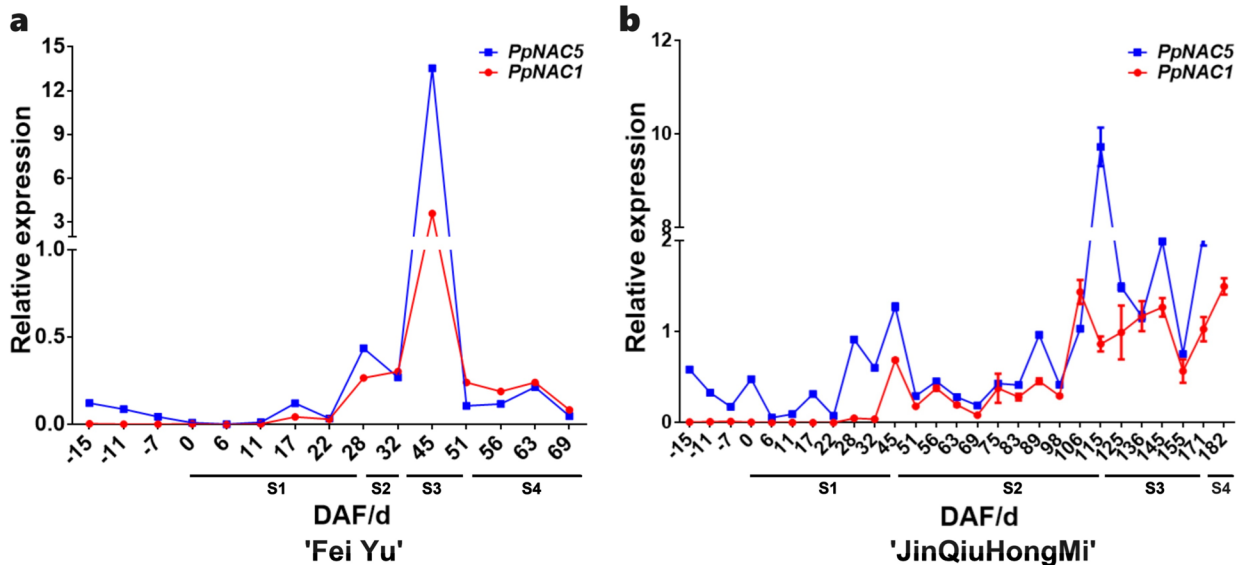 a
15
12
9
6
3
1.0
0.5
0.0
Relative expression
PpNAC5
PpNAC1
-15 -11 -7 0 6 11 17 22 28 32 45 51 56 63 69
S1 S2 S3 S4
DAF/d
'Fei Yu'
b
12
10
8
2
1
0
Relative expression
PpNAC5
PpNAC1
-15 -11 -7 0 6 11 17 22 28 32 45 51 56 63 69 75 83 89 98 106 115 125 136 145 155 171 182
S1 S2 S3 S4
DAF/d
'JinQiuHongMi'